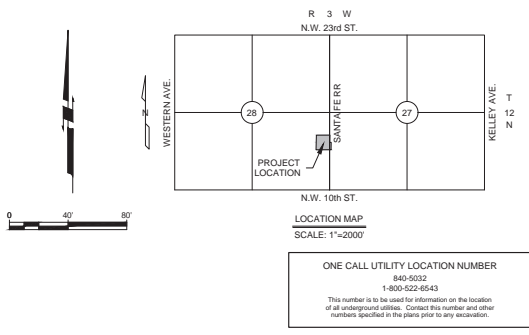 R 3 W
N.W. 23rd ST.
WESTERN AVE.
28
SANTA FE RR
27
KELLEY AVE.
T
12
N
N
PROJECT
LOCATION
N.W. 10th ST.
0 40' 80'
LOCATION MAP
SCALE: 1"=2000'
ONE CALL UTILITY LOCATION NUMBER
840-5032
1-800-522-6543
This number is to be used for information on the location
of all underground utilities. Contact this number and other
numbers specified in the plans prior to any excavation.